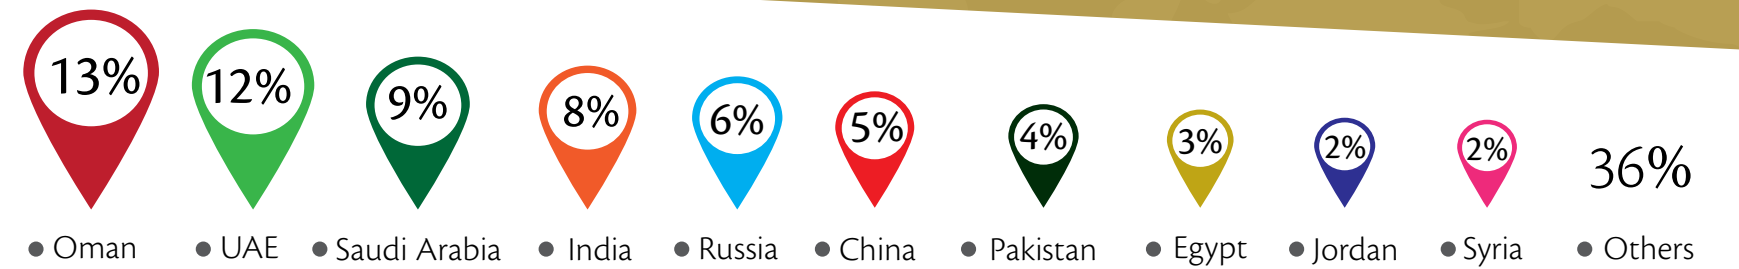 13% 12% 9% 8% 6% 5% 4% 3% 2% 2% 36%
Oman UAE Saudi Arabia India Russia China Pakistan Egypt Jordan Syria Others